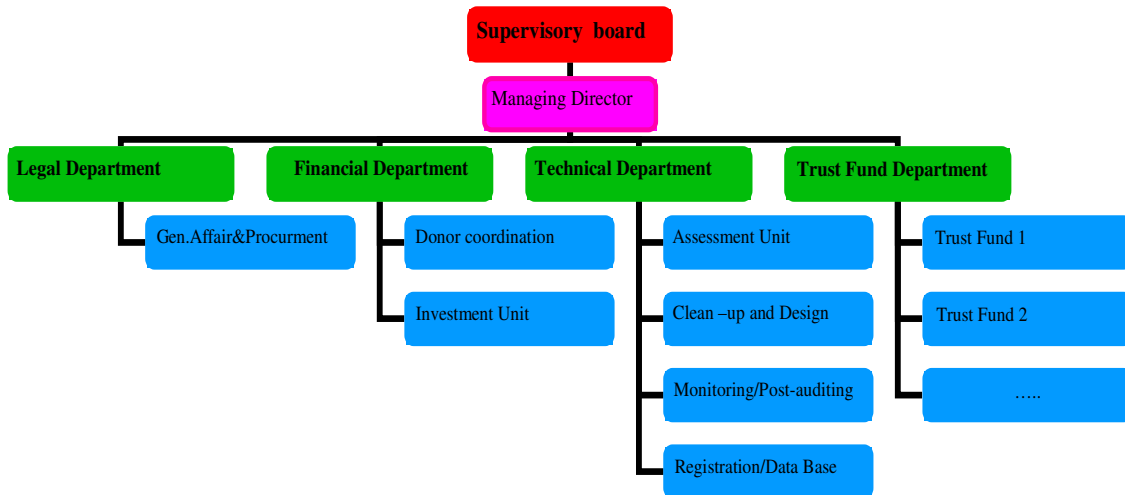 Supervisory board
Managing Director
Legal Department
Financial Department
Technical Department
Trust Fund Department
Gen.Affair&Procurment
Donor coordination
Assessment Unit
Trust Fund 1
Investment Unit
Clean –up and Design
Trust Fund 2
Monitoring/Post-auditing
…..
Registration/Data Base